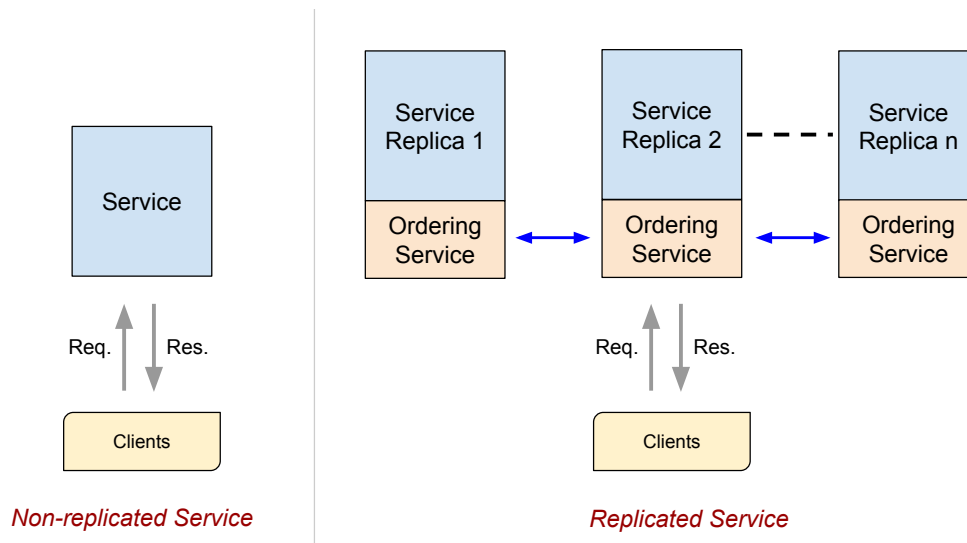 Service
Req.
Res.
Clients
Non-replicated Service
Service
Replica 1
Ordering
Service
Service
Replica 2
Ordering
Service
Service
Replica n
Ordering
Service
Req.
Res.
Clients
Replicated Service